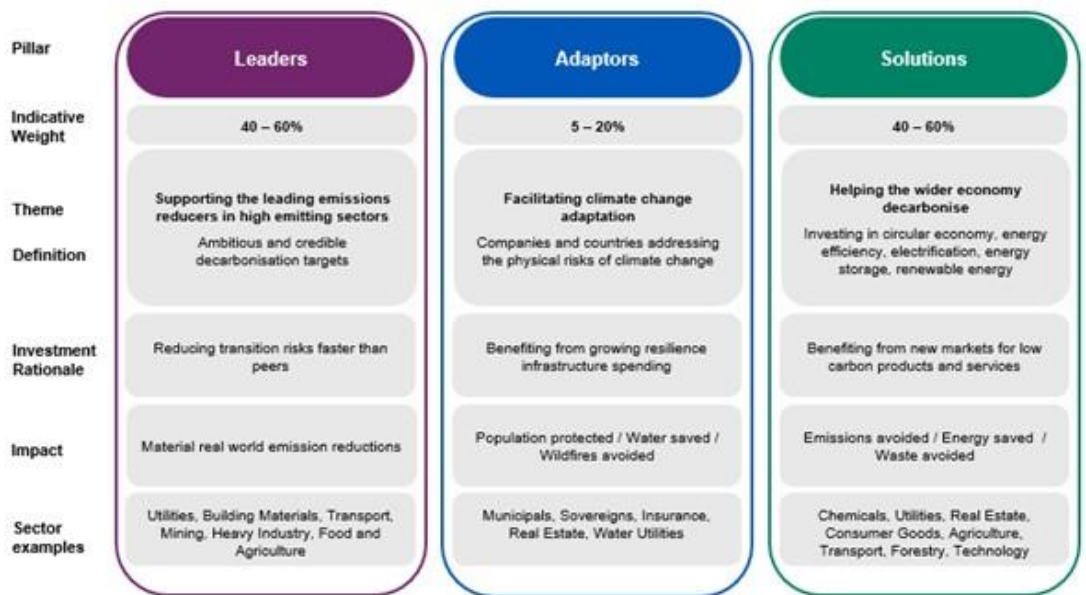 Pillar
Leaders
Adaptors
Solutions
Indicative
Weight
40 – 60%
5 – 20%
40 – 60%
Theme
Supporting the leading emissions
reducers in high emitting sectors
Facilitating climate change
adaptation
Helping the wider economy
decarbonise
Definition
Ambitious and credible
decarbonisation targets
Companies and countries addressing
the physical risks of climate change
Investing in circular economy, energy
efficiency, electrification, energy
storage, renewable energy
Investment
Rationale
Reducing transition risks faster than
peers
Benefiting from growing resilience
infrastructure spending
Benefiting from new markets for low
carbon products and services
Impact
Material real world emission reductions
Population protected / Water saved /
Wildfires avoided
Emissions avoided / Energy saved /
Waste avoided
Sector
examples
Utilities, Building Materials, Transport,
Mining, Heavy Industry, Food and
Agriculture
Municipals, Sovereigns, Insurance,
Real Estate, Water Utilities
Chemicals, Utilities, Real Estate,
Consumer Goods, Agriculture,
Transport, Forestry, Technology